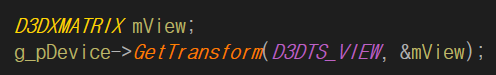 D3DXMATRIX mView;
g_pDevice->GetTransform(D3DTS_VIEW, &mView);